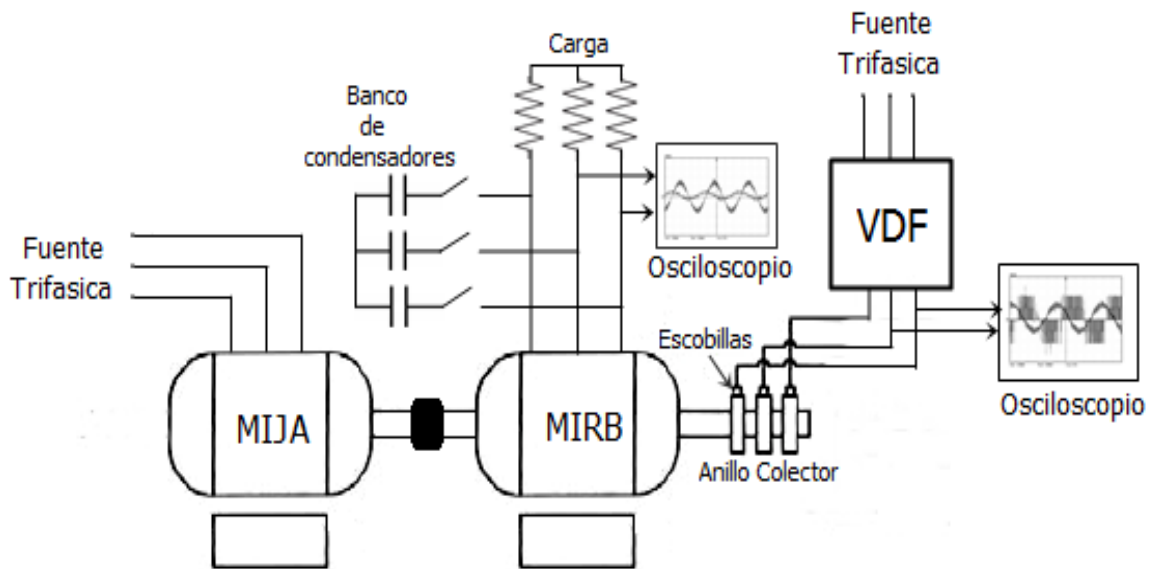 Carga
Fuente
Trifasica
Banco
de
condensadores
VDF
Osciloscopio
Fuente
Trifasica
Escobillas
Osciloscopio
MIJA
MIRB
Anillo Colector